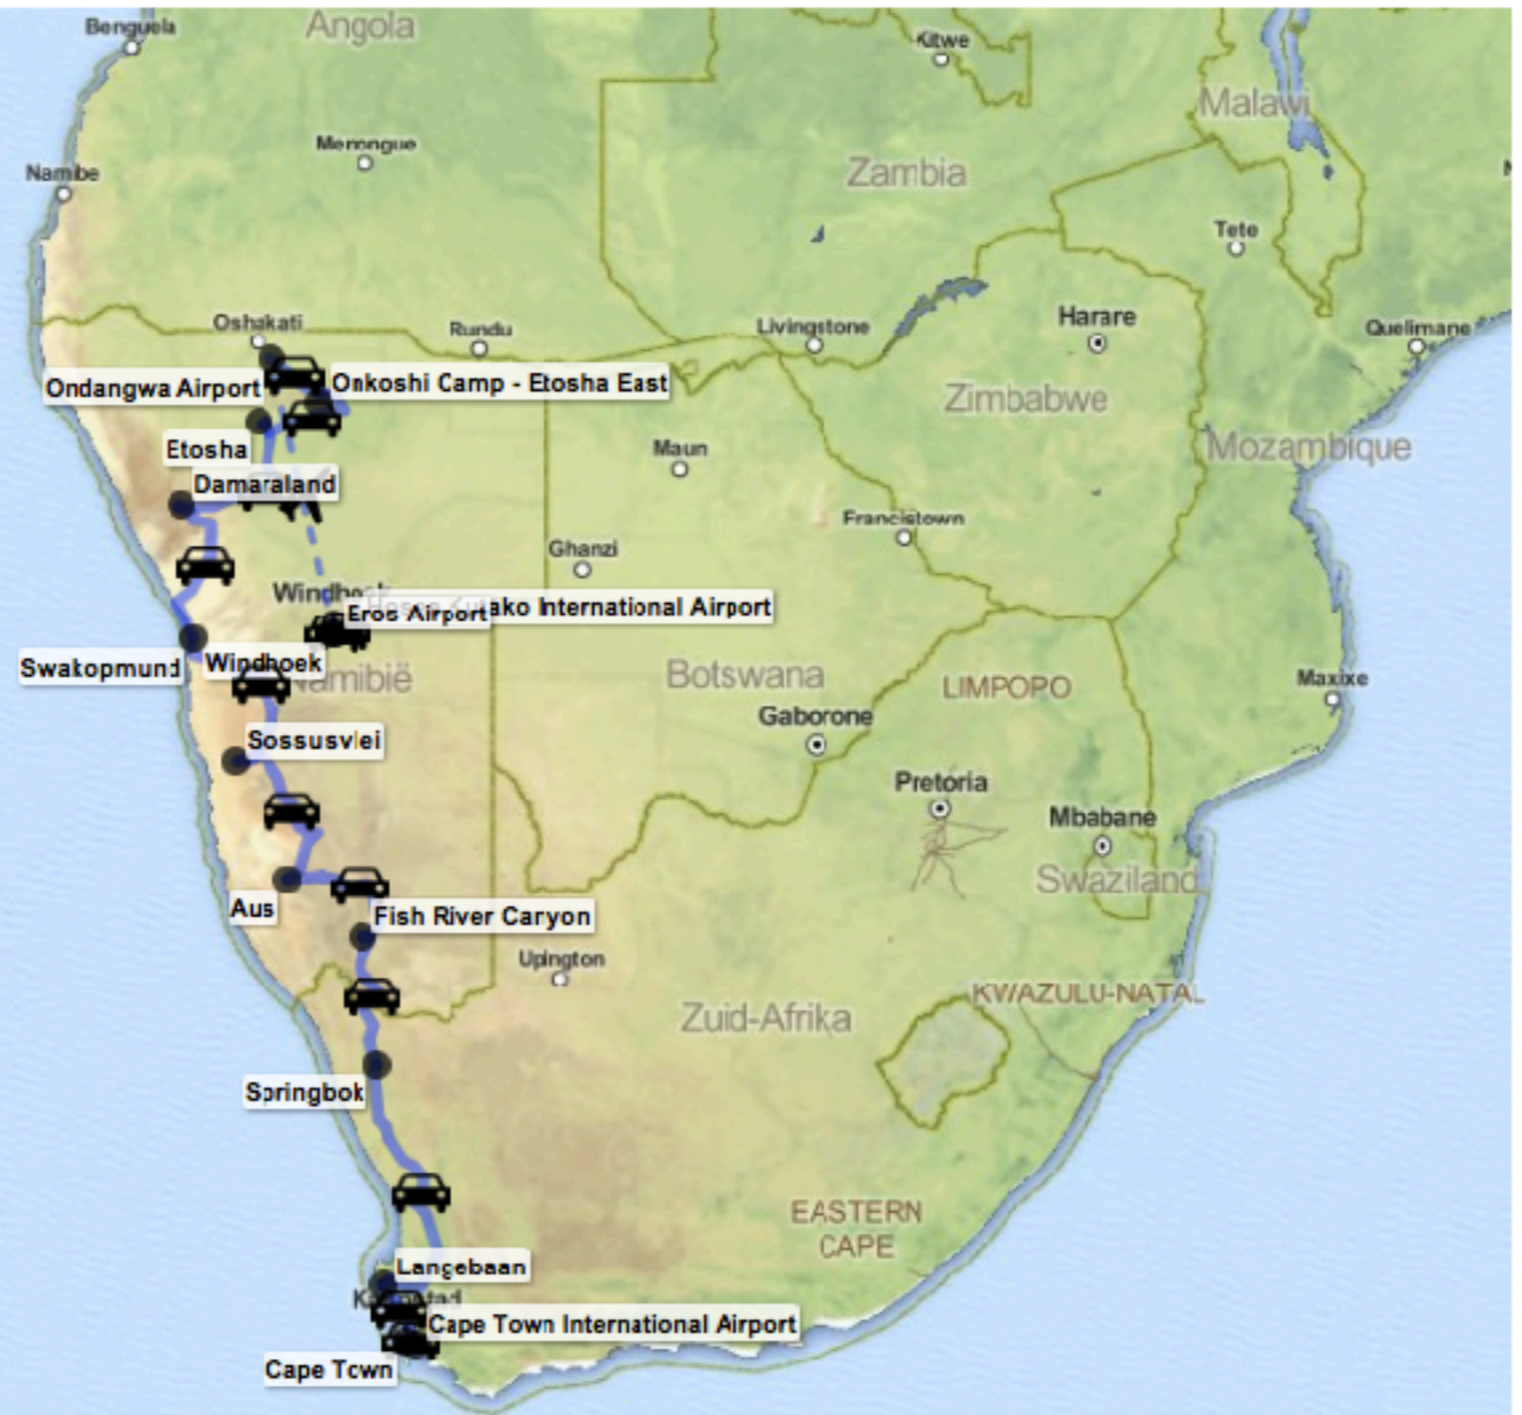 Benguela
Angola
Kitwe
Malawi
Menongue
Zambia
Namibe
Tete
Oshakati
Rundu
Livingstone
Harare
Quelimane
Ondangwa Airport
Onkoshi Camp - Etosha East
Zimbabwe
Etosha
Maun
Mozambique
Damaraland
Francistown
Ghanzi
Eros Airport
International Airport
Swakopmund
Windhoek
Namibië
Botswana
LIMPOPO
Maxixe
Gaborone
Sossusvlei
Pretoria
Mbabane
Swaziland
Aus
Fish River Canyon
Upington
KWAZULU-NATAL
Zuid-Afrika
Springbok
EASTERN
CAPE
Langebaan
Cape Town International Airport
Cape Town